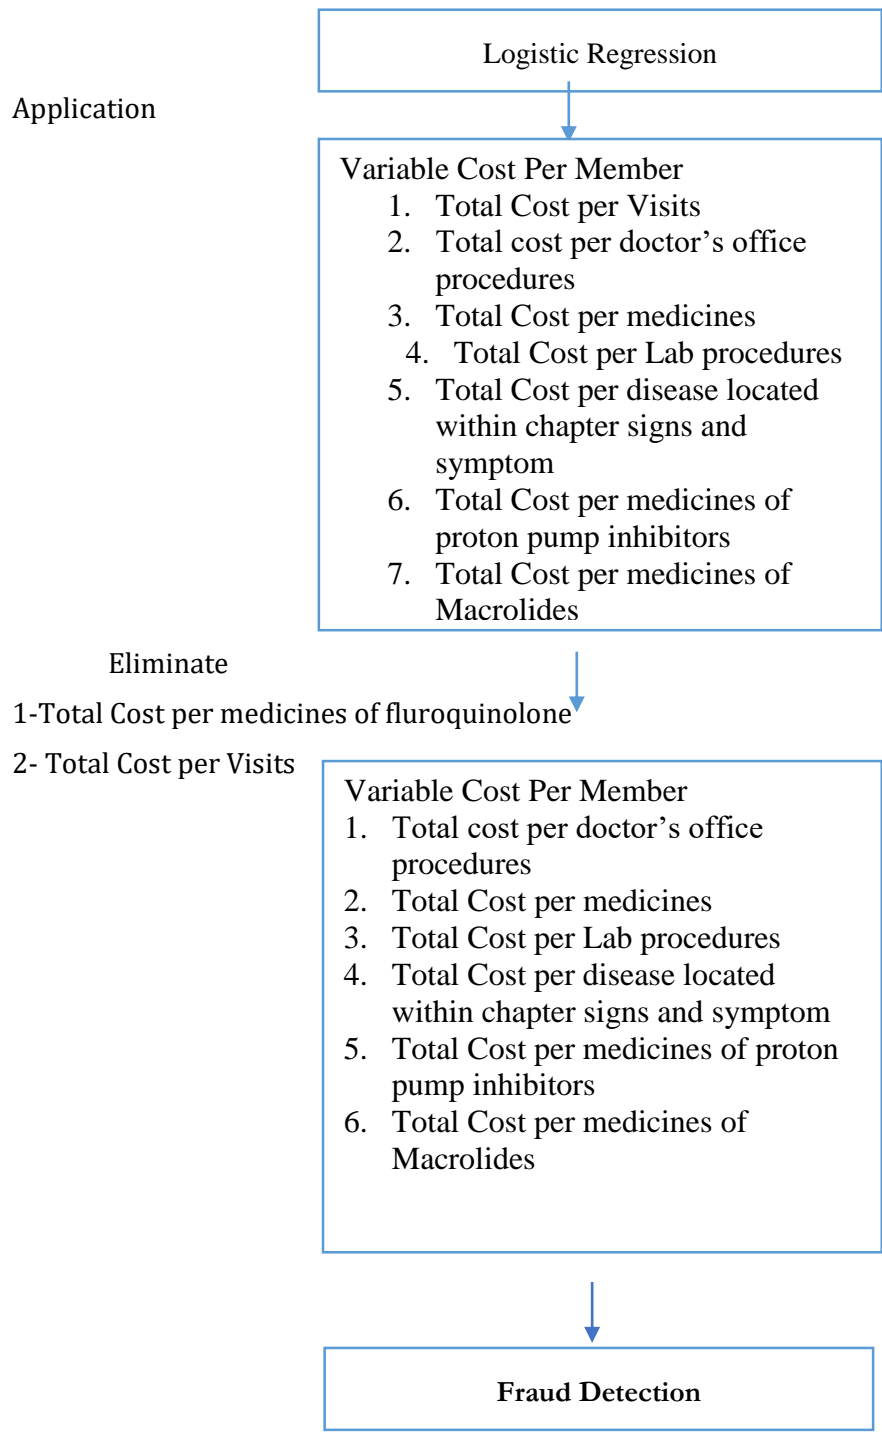 Logistic Regression
Application
Variable Cost Per Member
1. Total Cost per Visits
2. Total cost per doctor’s office
procedures
3. Total Cost per medicines
4. Total Cost per Lab procedures
5. Total Cost per disease located
within chapter signs and
symptom
6. Total Cost per medicines of
proton pump inhibitors
7. Total Cost per medicines of
Macrolides
Eliminate
1-Total Cost per medicines of fluroquinolone
2- Total Cost per Visits
Variable Cost Per Member
1. Total cost per doctor’s office
procedures
2. Total Cost per medicines
3. Total Cost per Lab procedures
4. Total Cost per disease located
within chapter signs and symptom
5. Total Cost per medicines of proton
pump inhibitors
6. Total Cost per medicines of
Macrolides
Fraud Detection